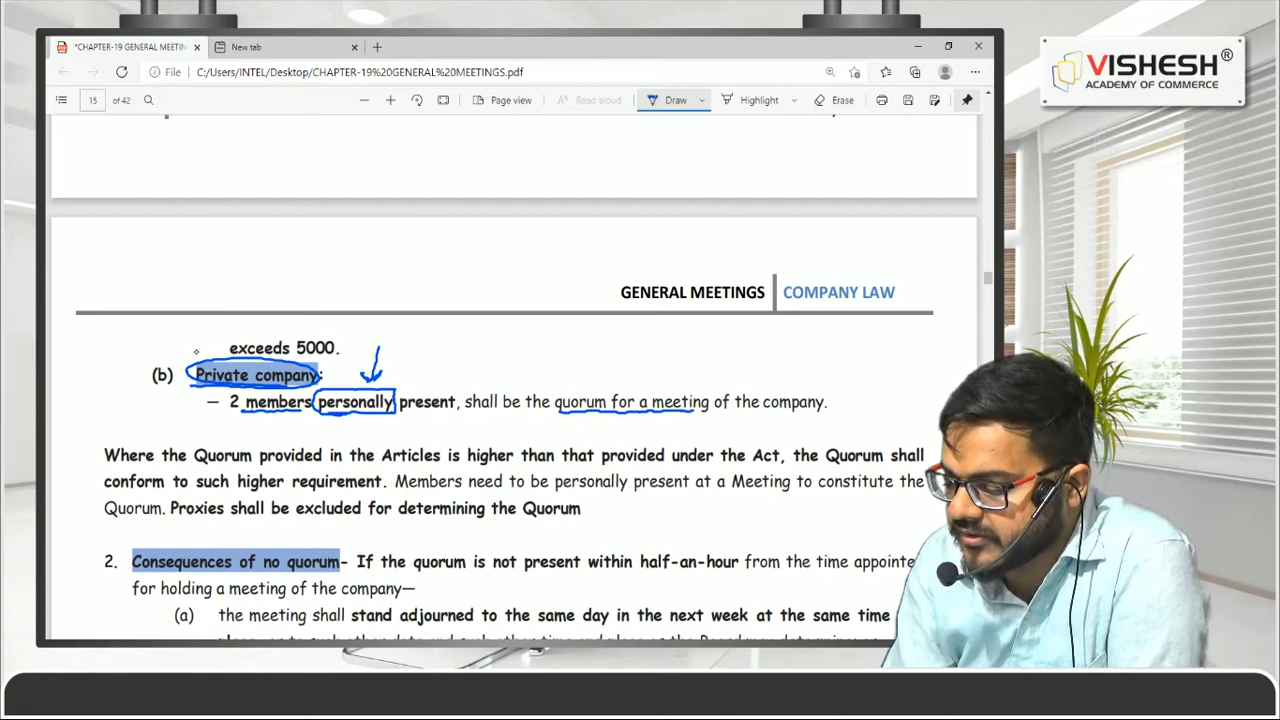 *CHAPTER-19 GENERAL MEETIN
New tab
File C:/Users/INTEL/Desktop/CHAPTER-19%20GENERAL%20MEETINGS.pdf
15 of 42 Page view Read aloud Draw Highlight Erase
VISHESH®
ACADEMY OF COMMERCE
GENERAL MEETINGS COMPANY LAW
exceeds 5000.
(b) Private company:
– 2 members personally present, shall be the quorum for a meeting of the company.
Where the Quorum provided in the Articles is higher than that provided under the Act, the Quorum shall
conform to such higher requirement. Members need to be personally present at a Meeting to constitute the
Quorum. Proxies shall be excluded for determining the Quorum
2. Consequences of no quorum- If the quorum is not present within half-an-hour from the time appointe
for holding a meeting of the company—
(a) the meeting shall stand adjourned to the same day in the next week at the same time